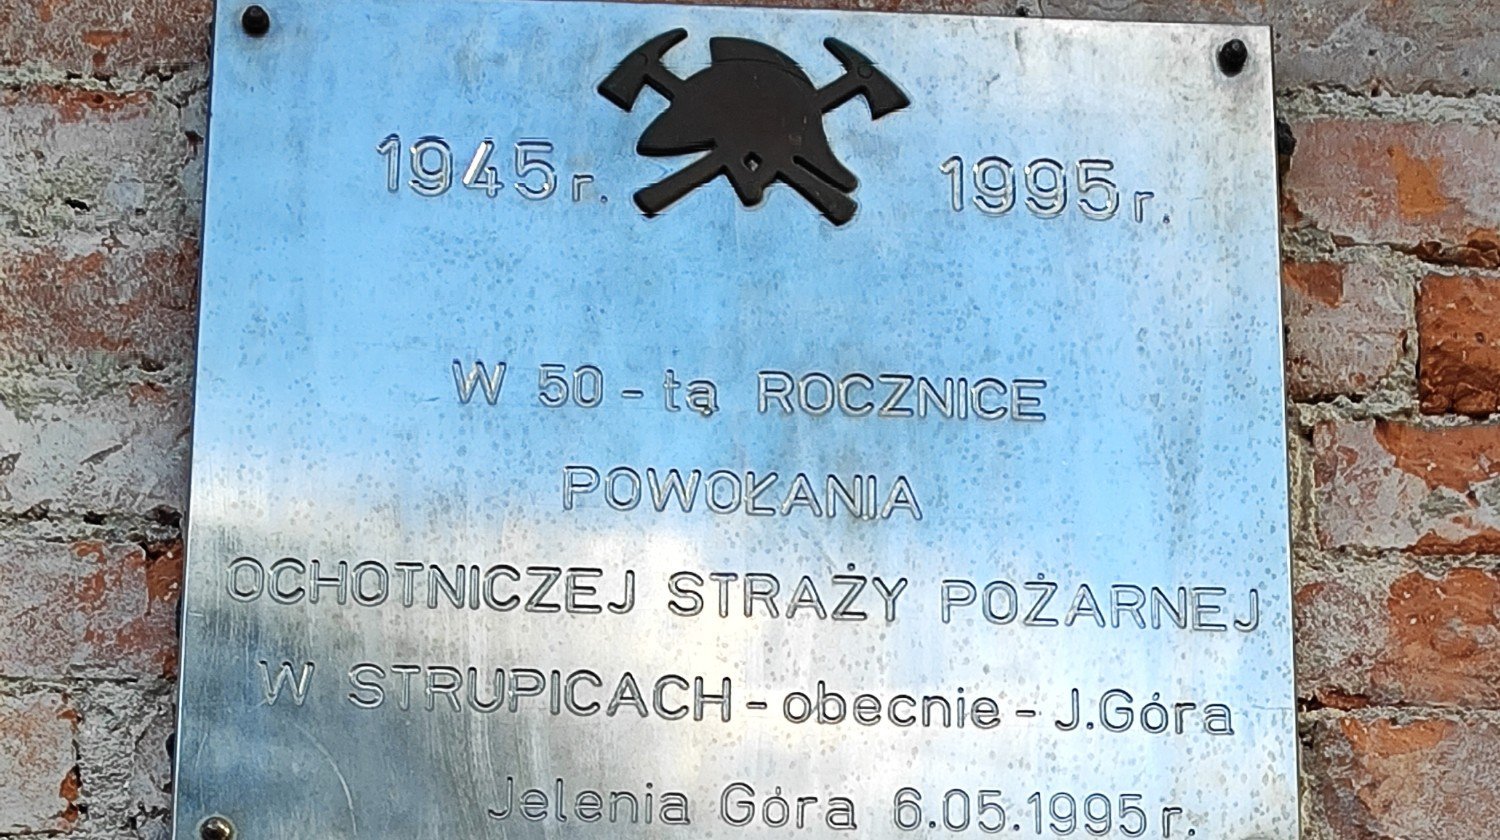 1945r. 1995r.
W 50-tą ROCZNICE
POWOŁANIA
OCHOTNICZEJ STRAŻY POŻARNEJ
W STRUPICACH - obecnie - J.Góra
Jelenia Góra 6.05.1995r.